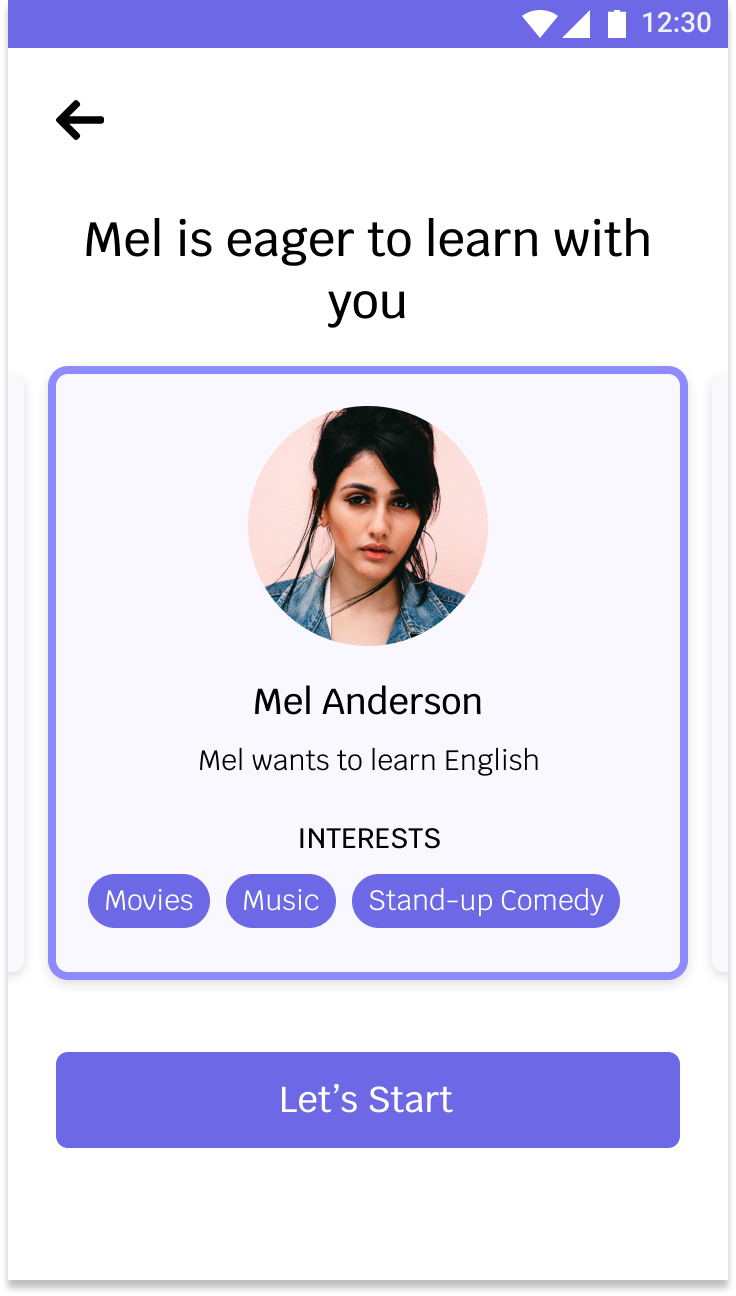 12:30
Mel is eager to learn with
you
Mel Anderson
Mel wants to learn English
INTERESTS
Movies Music Stand-up Comedy
Let’s Start